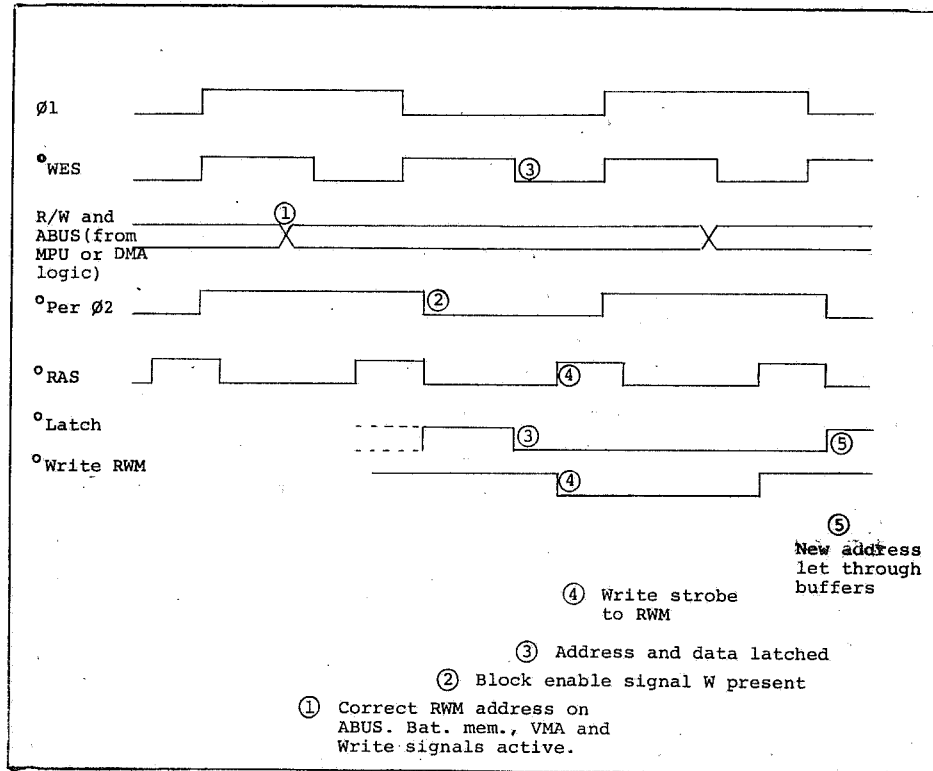 Ø1
°WES
③
R/W and
ABUS(from
MPU or DMA
logic)
①
°Per Ø2
②
°RAS
④
°Latch
③
⑤
°Write RWM
④
⑤
New address
let through
buffers
④ Write strobe
to RWM
③ Address and data latched
② Block enable signal W present
① Correct RWM address on
ABUS. Bat. mem., VMA and
Write signals active.